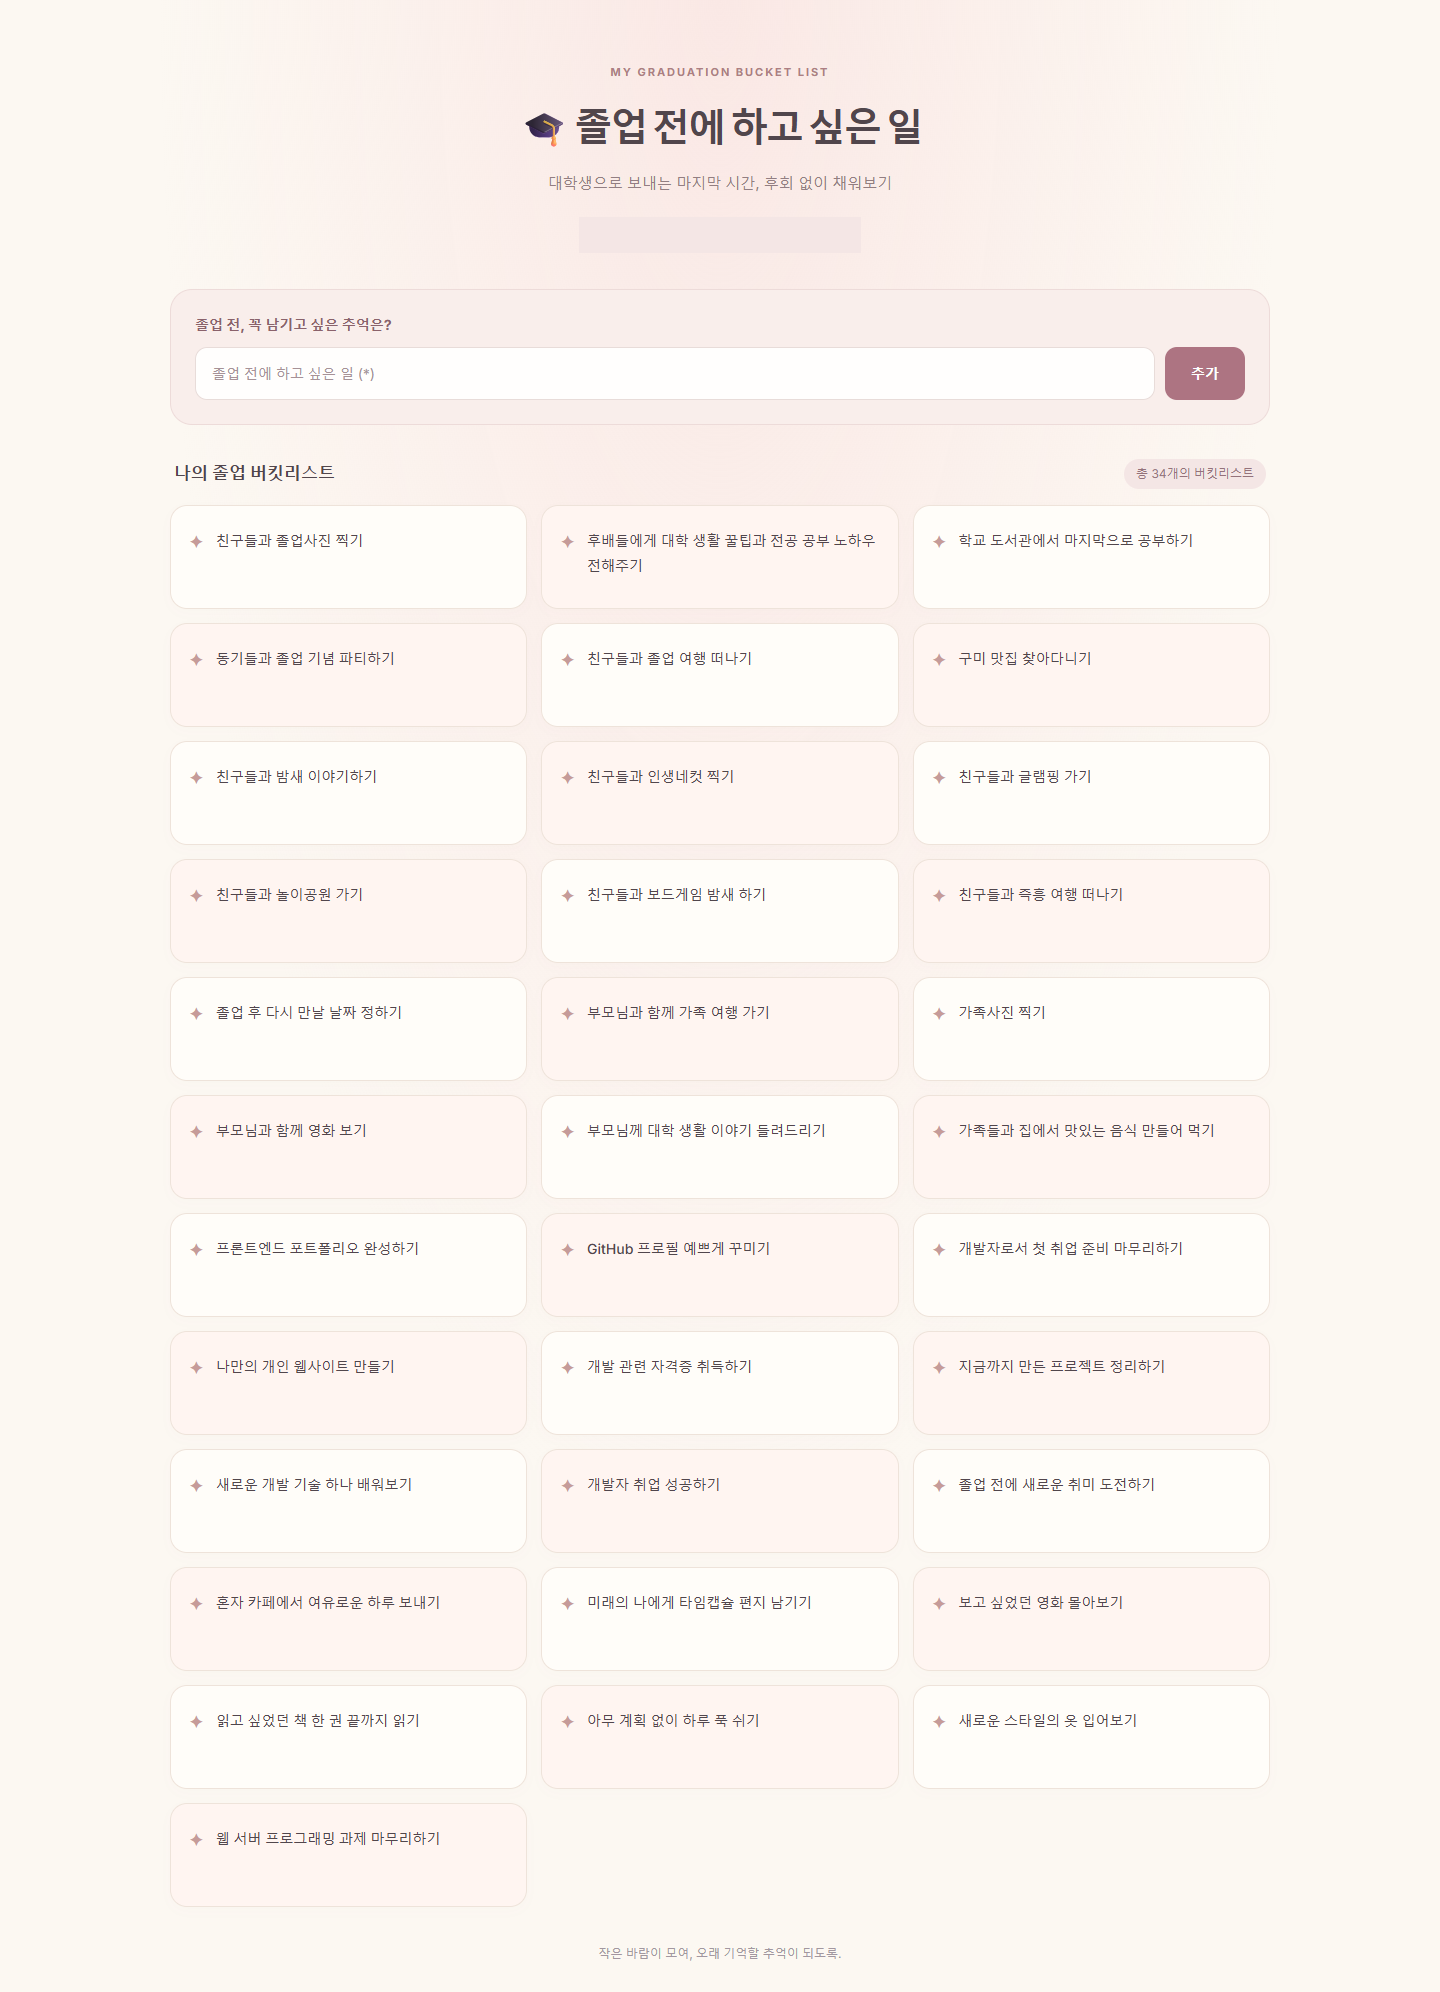 MY GRADUATION BUCKET LIST
🎓 졸업 전에 하고 싶은 일
대학생으로 보내는 마지막 시간, 후회 없이 채워보기
졸업 전, 꼭 남기고 싶은 추억은?
졸업 전에 하고 싶은 일 (*)
추가
나의 졸업 버킷리스트
총 34개의 버킷리스트
✦ 친구들과 졸업사진 찍기
✦ 후배들에게 대학 생활 꿀팁과 전공 공부 노하우
전해주기
✦ 학교 도서관에서 마지막으로 공부하기
✦ 동기들과 졸업 기념 파티하기
✦ 친구들과 졸업 여행 떠나기
✦ 구미 맛집 찾아다니기
✦ 친구들과 밤새 이야기하기
✦ 친구들과 인생네컷 찍기
✦ 친구들과 글램핑 가기
✦ 친구들과 놀이공원 가기
✦ 친구들과 보드게임 밤새 하기
✦ 친구들과 즉흥 여행 떠나기
✦ 졸업 후 다시 만날 날짜 정하기
✦ 부모님과 함께 가족 여행 가기
✦ 가족사진 찍기
✦ 부모님과 함께 영화 보기
✦ 부모님께 대학 생활 이야기 들려드리기
✦ 가족들과 집에서 맛있는 음식 만들어 먹기
✦ 프론트엔드 포트폴리오 완성하기
✦ GitHub 프로필 예쁘게 꾸미기
✦ 개발자로서 첫 취업 준비 마무리하기
✦ 나만의 개인 웹사이트 만들기
✦ 개발 관련 자격증 취득하기
✦ 지금까지 만든 프로젝트 정리하기
✦ 새로운 개발 기술 하나 배워보기
✦ 개발자 취업 성공하기
✦ 졸업 전에 새로운 취미 도전하기
✦ 혼자 카페에서 여유로운 하루 보내기
✦ 미래의 나에게 타임캡슐 편지 남기기
✦ 보고 싶었던 영화 몰아보기
✦ 읽고 싶었던 책 한 권 끝까지 읽기
✦ 아무 계획 없이 하루 푹 쉬기
✦ 새로운 스타일의 옷 입어보기
✦ 웹 서버 프로그래밍 과제 마무리하기
작은 바람이 모여, 오래 기억할 추억이 되도록.